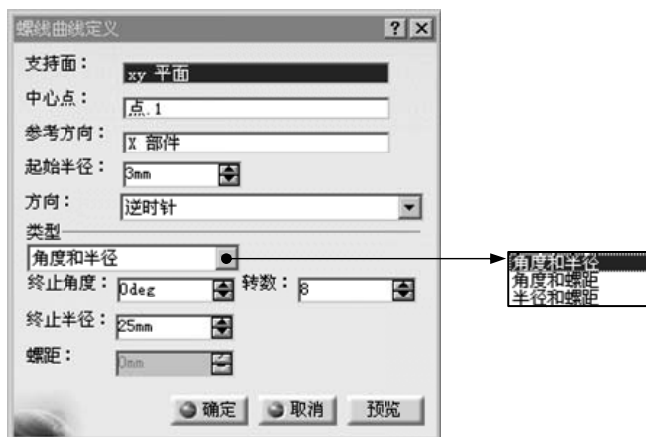 螺线曲线定义
支持面： xy 平面
中心点： 点.1
参考方向： X 部件
起始半径： 3mm
方向： 逆时针
类型
角度和半径
终止角度： 0deg 转数： 8
终止半径： 25mm
螺距： 0mm
确定 取消 预览
角度和半径
角度和螺距
半径和螺距